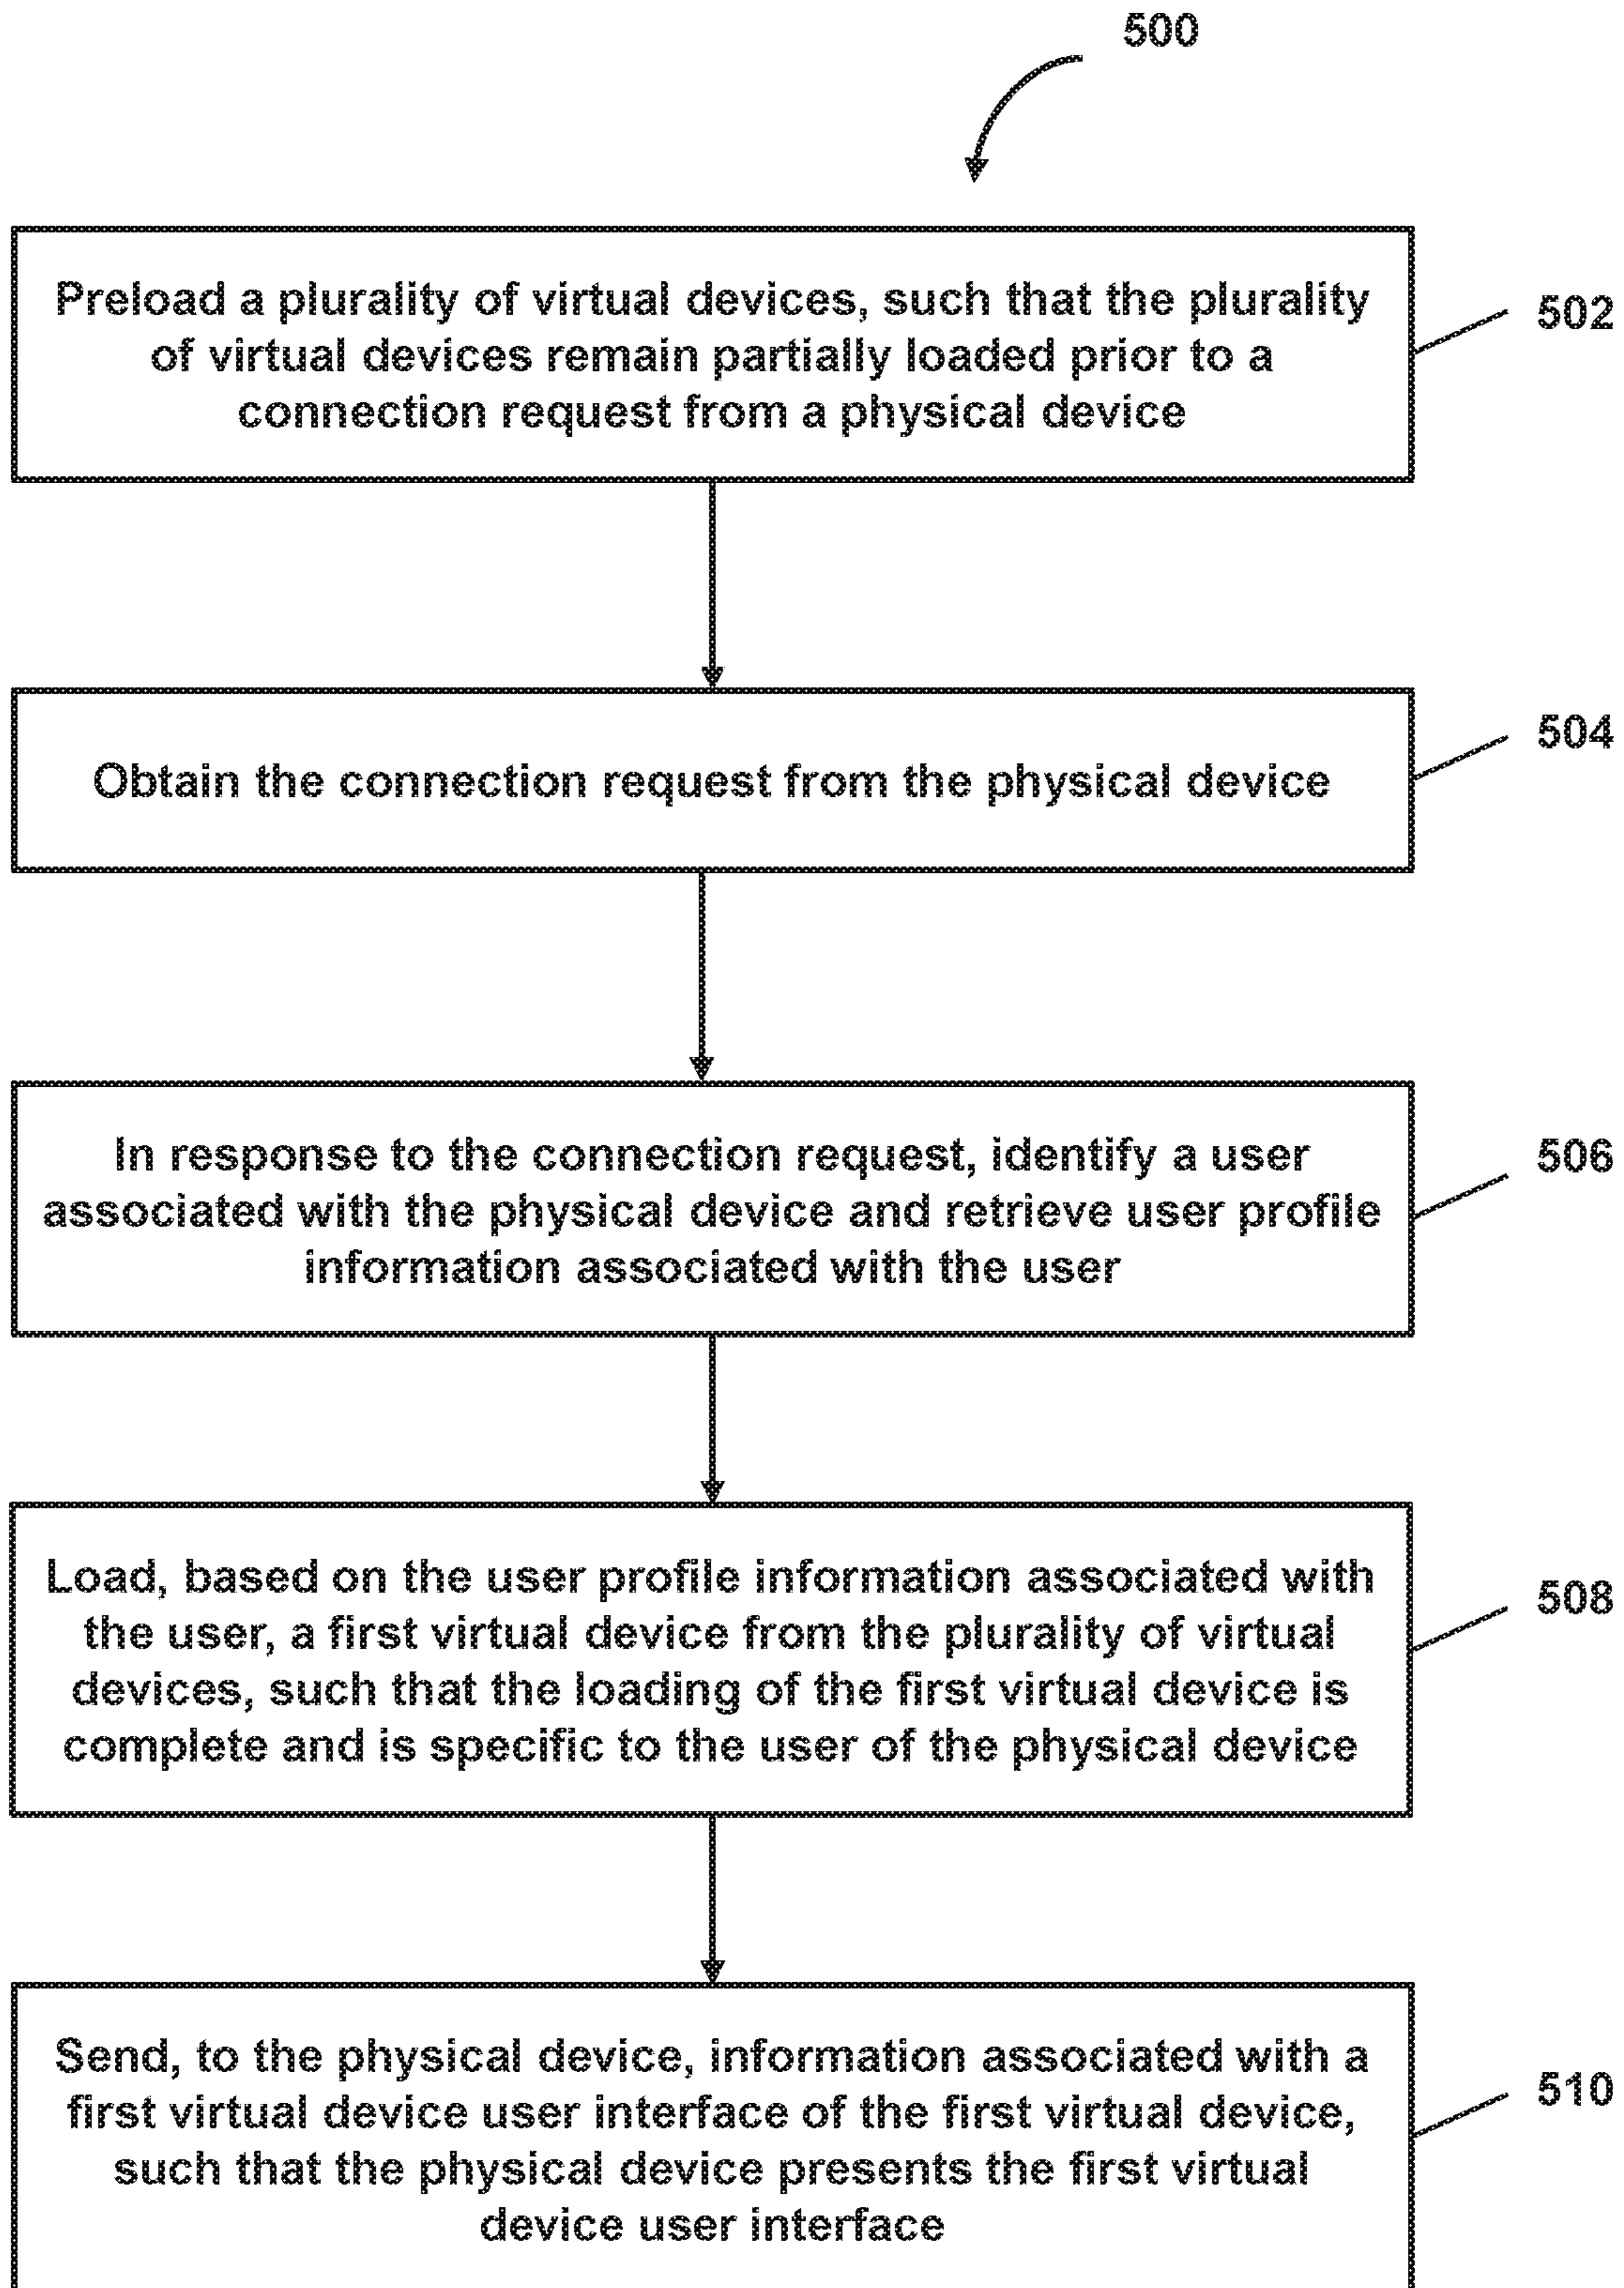 500
Preload a plurality of virtual devices, such that the plurality
of virtual devices remain partially loaded prior to a
connection request from a physical device
502
Obtain the connection request from the physical device
504
In response to the connection request, identify a user
associated with the physical device and retrieve user profile
information associated with the user
506
Load, based on the user profile information associated with
the user, a first virtual device from the plurality of virtual
devices, such that the loading of the first virtual device is
complete and is specific to the user of the physical device
508
Send, to the physical device, information associated with a
first virtual device user interface of the first virtual device,
such that the physical device presents the first virtual
device user interface
510